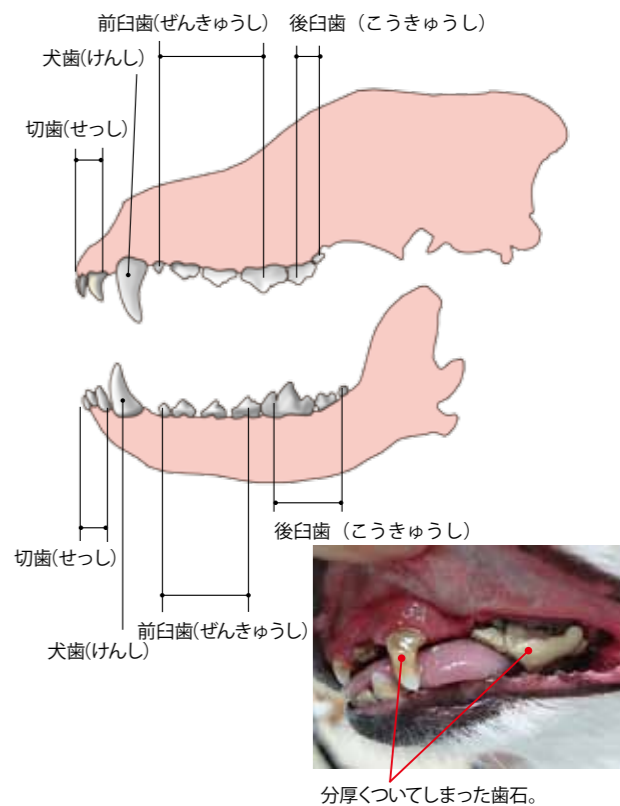 前臼歯(ぜんきゅうし)
後臼歯（こうきゅうし）
犬歯(けんし)
切歯(せっし)
後臼歯（こうきゅうし）
切歯(せっし)
前臼歯(ぜんきゅうし)
犬歯(けんし)
分厚くついてしまった歯石。